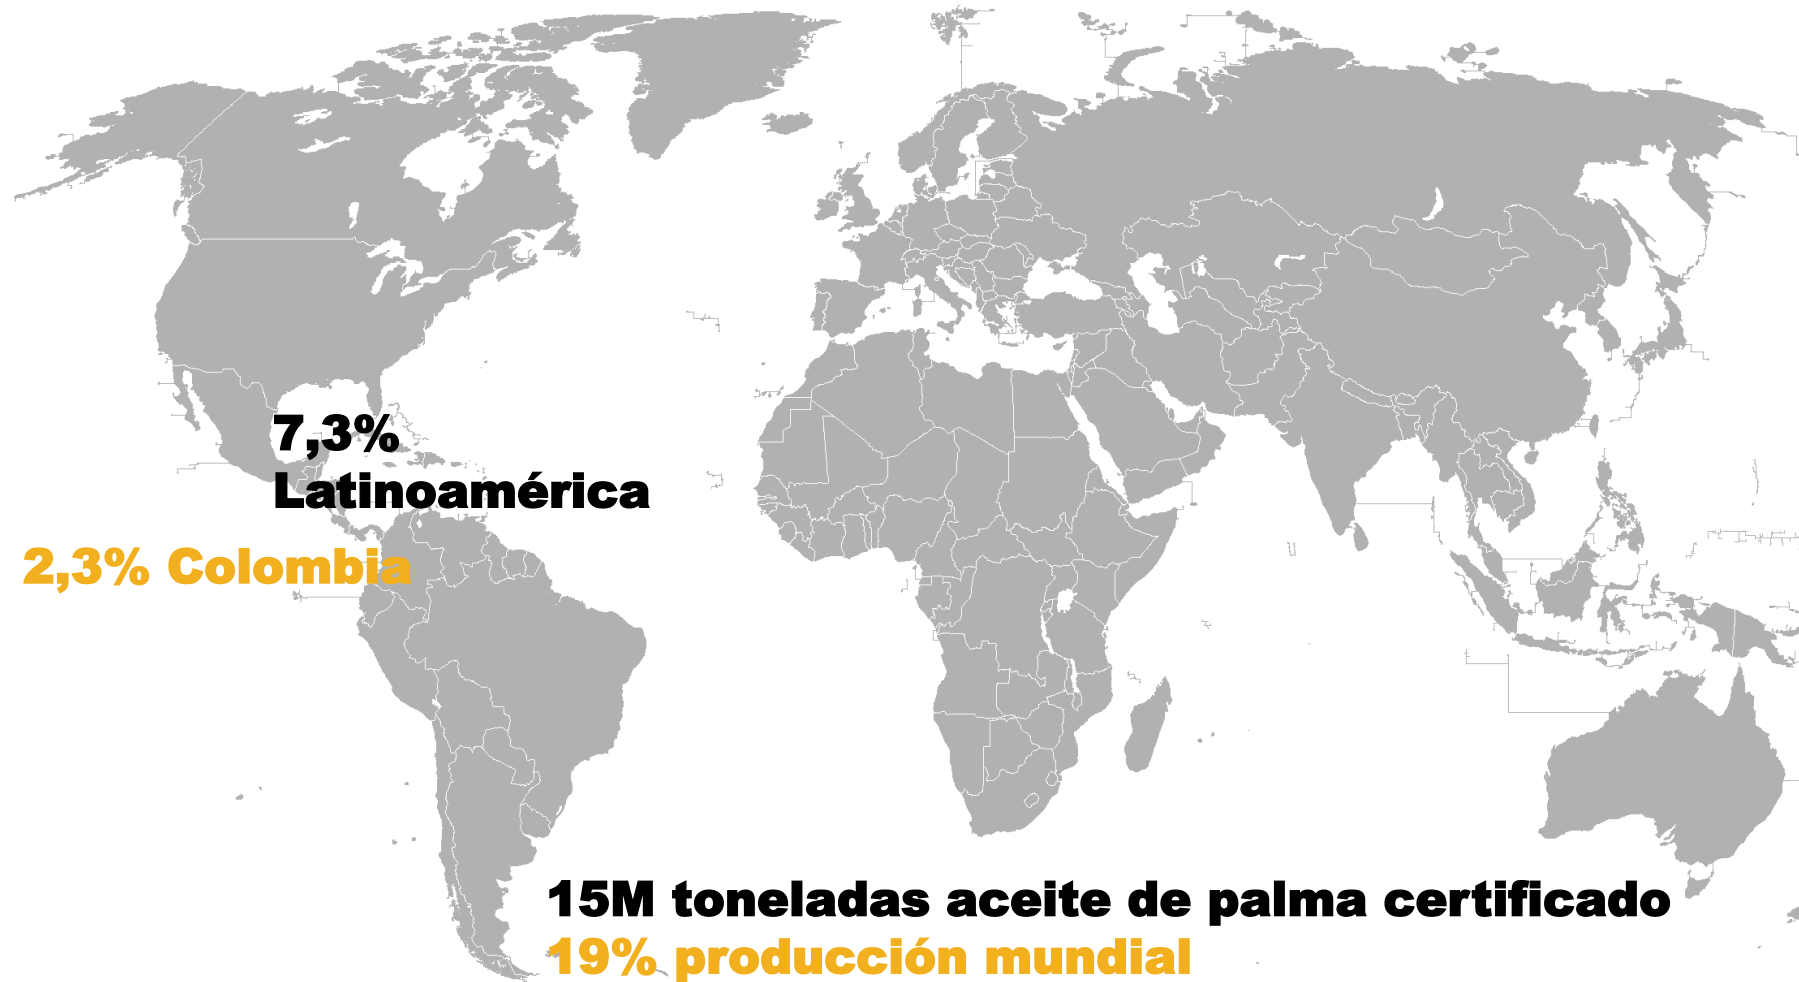 7,3%
Latinoamérica
2,3% Colombia
15M toneladas aceite de palma certificado
19% producción mundial